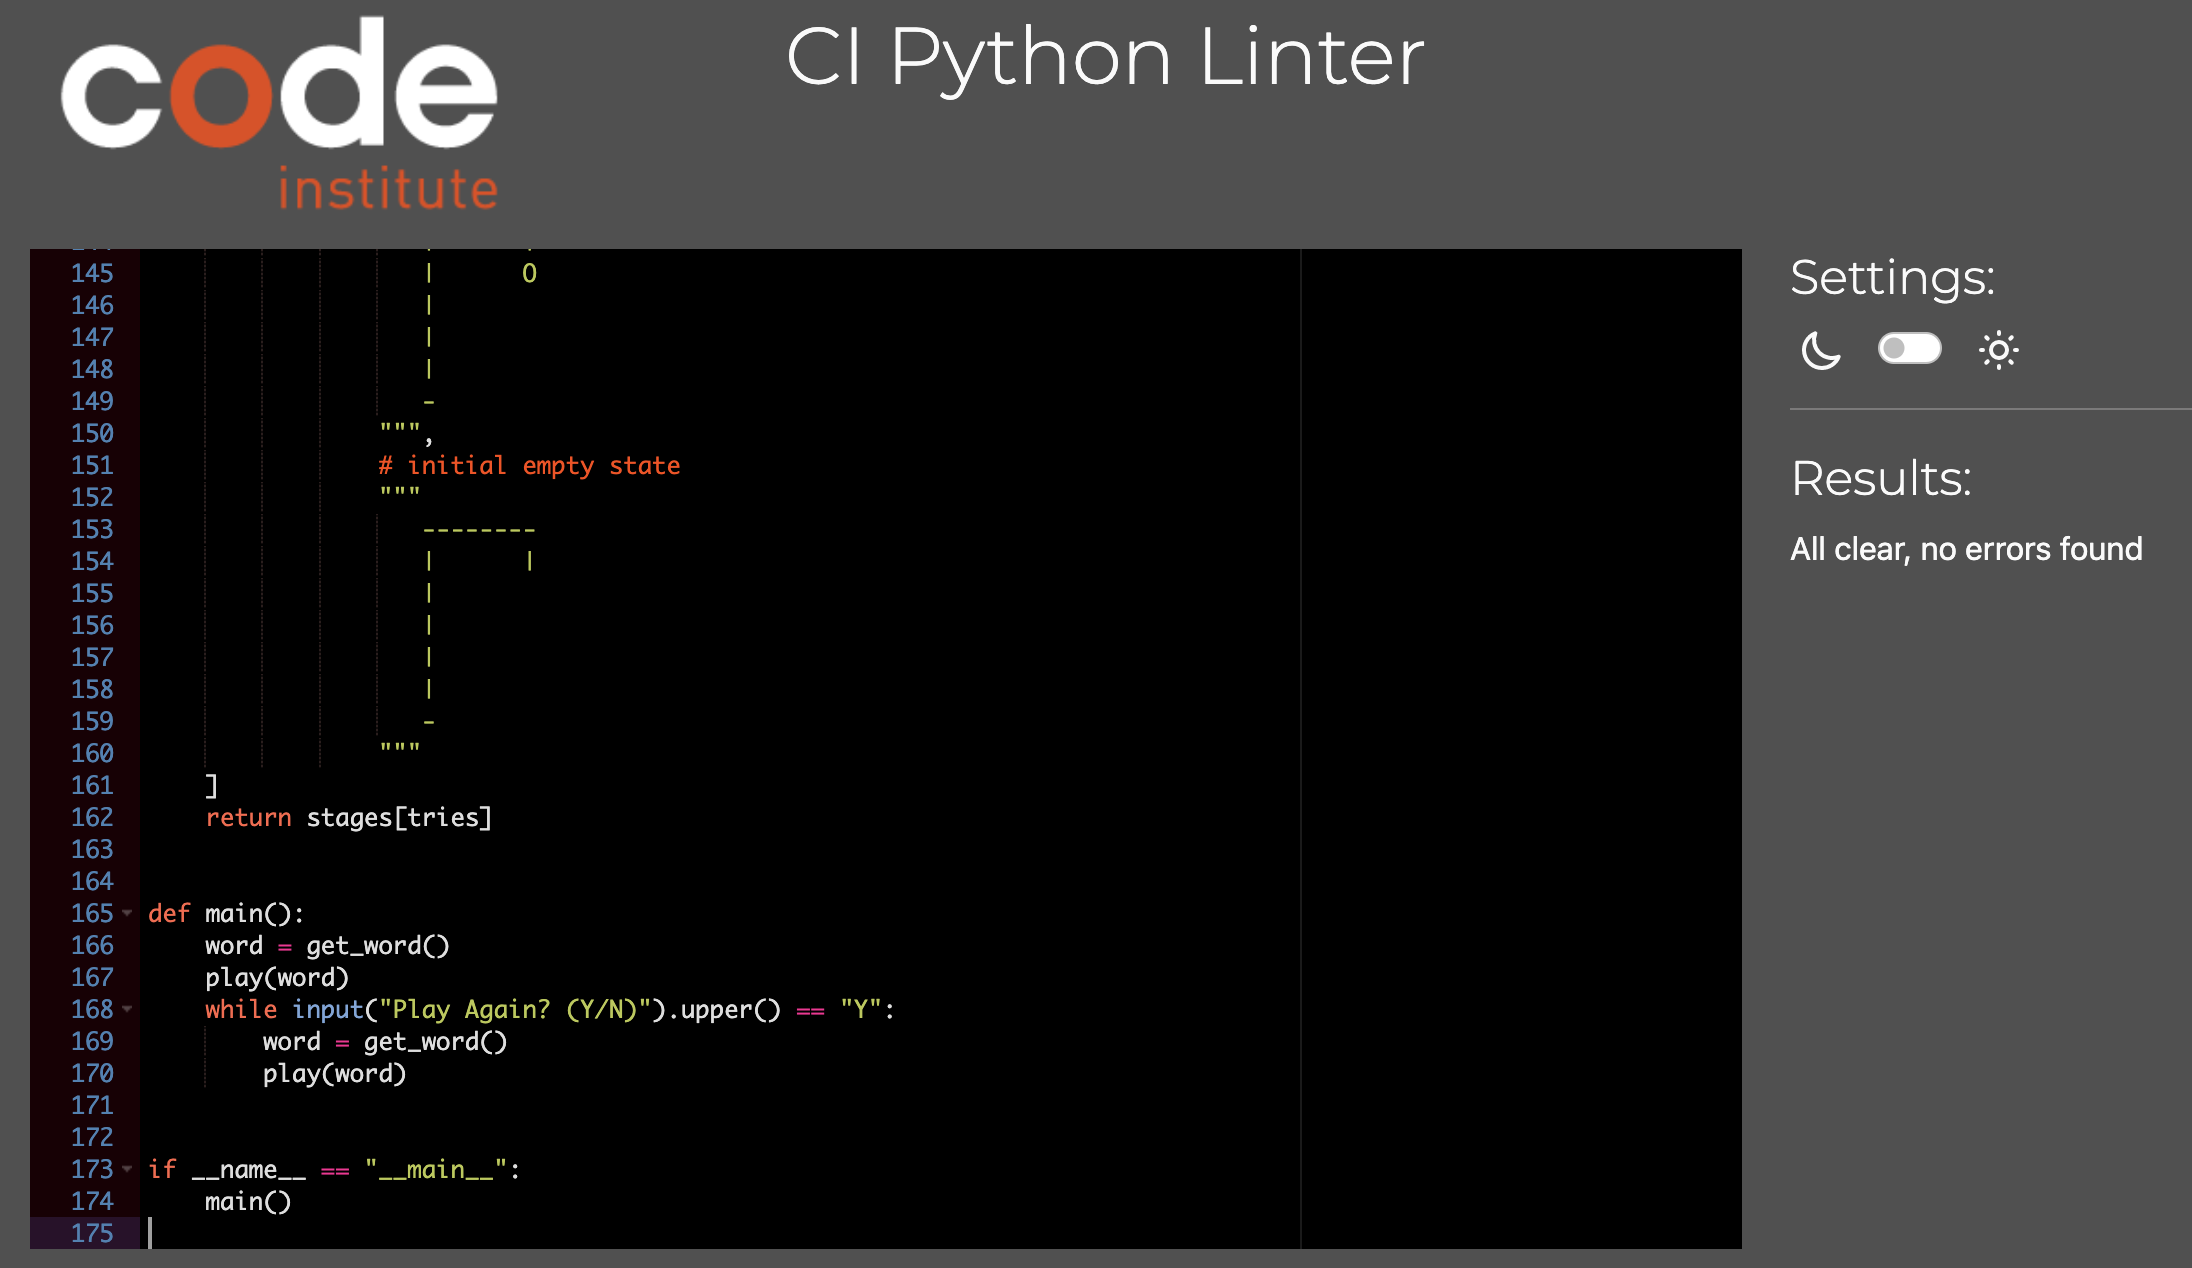 code
institute
CI Python Linter
145                 |      O
146                 |
147                 |
148                 |
149                 -
150             """,
151             # initial empty state
152             """
153                 --------
154                 |      |
155                 |
156                 |
157                 |
158                 |
159                 -
160             """
161 ]
162 return stages[tries]
163
164
165 def main():
166     word = get_word()
167     play(word)
168     while input("Play Again? (Y/N)").upper() == "Y":
169         word = get_word()
170         play(word)
171
172
173 if __name__ == "__main__":
174     main()
175
Settings:
Results:
All clear, no errors found